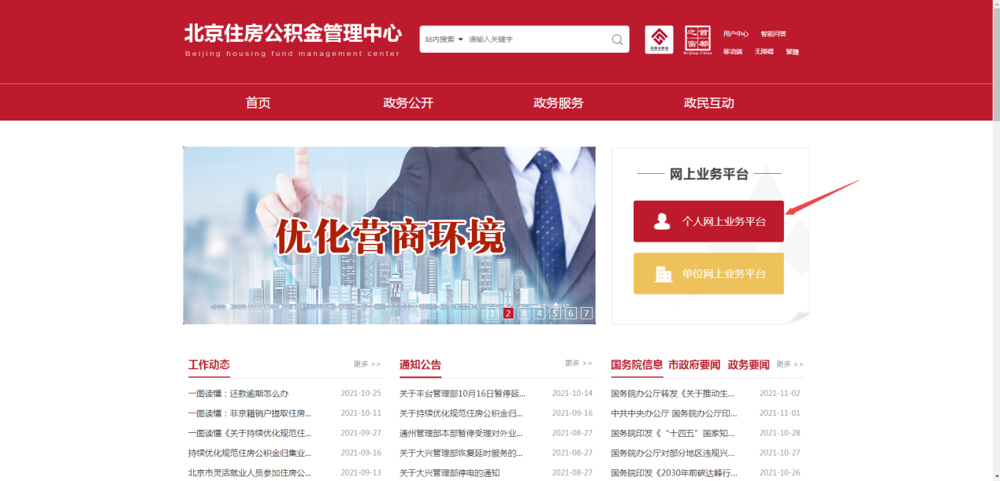 北京住房公积金管理中心
Beijing housing fund management center
站内搜索 请输入关键字
首都之窗
Beijing-China
用户中心 智能问答
移动端 无障碍 繁體
首页 政务公开 政务服务 政民互动
优化营商环境
1 2 3 4 5 6 7
网上业务平台
个人网上业务平台
单位网上业务平台
工作动态 更多 >>
一图读懂：还款逾期怎么办 2021-10-25
一图读懂：非京籍销户提取住房... 2021-10-11
一图读懂《关于持续优化规范住... 2021-09-27
持续优化规范住房公积金归集业... 2021-09-16
北京市灵活就业人员参加住房公... 2021-09-13
通知公告 更多 >>
关于丰台管理部10月16日暂停延... 2021-10-14
关于持续优化规范住房公积金归... 2021-09-16
通州管理部本部暂停受理对外业... 2021-08-27
关于大兴管理部恢复延时服务的... 2021-08-27
关于大兴管理部停电的通知 2021-08-27
国务院信息 市政府要闻 政务要闻 更多 >>
国务院办公厅转发《关于推动生... 2021-11-02
中共中央办公厅 国务院办公厅印... 2021-11-01
国务院印发《“十四五”国家知... 2021-10-28
国务院办公厅对部分地区违规兴... 2021-10-27
国务院印发《2030年前碳达峰行... 2021-10-26